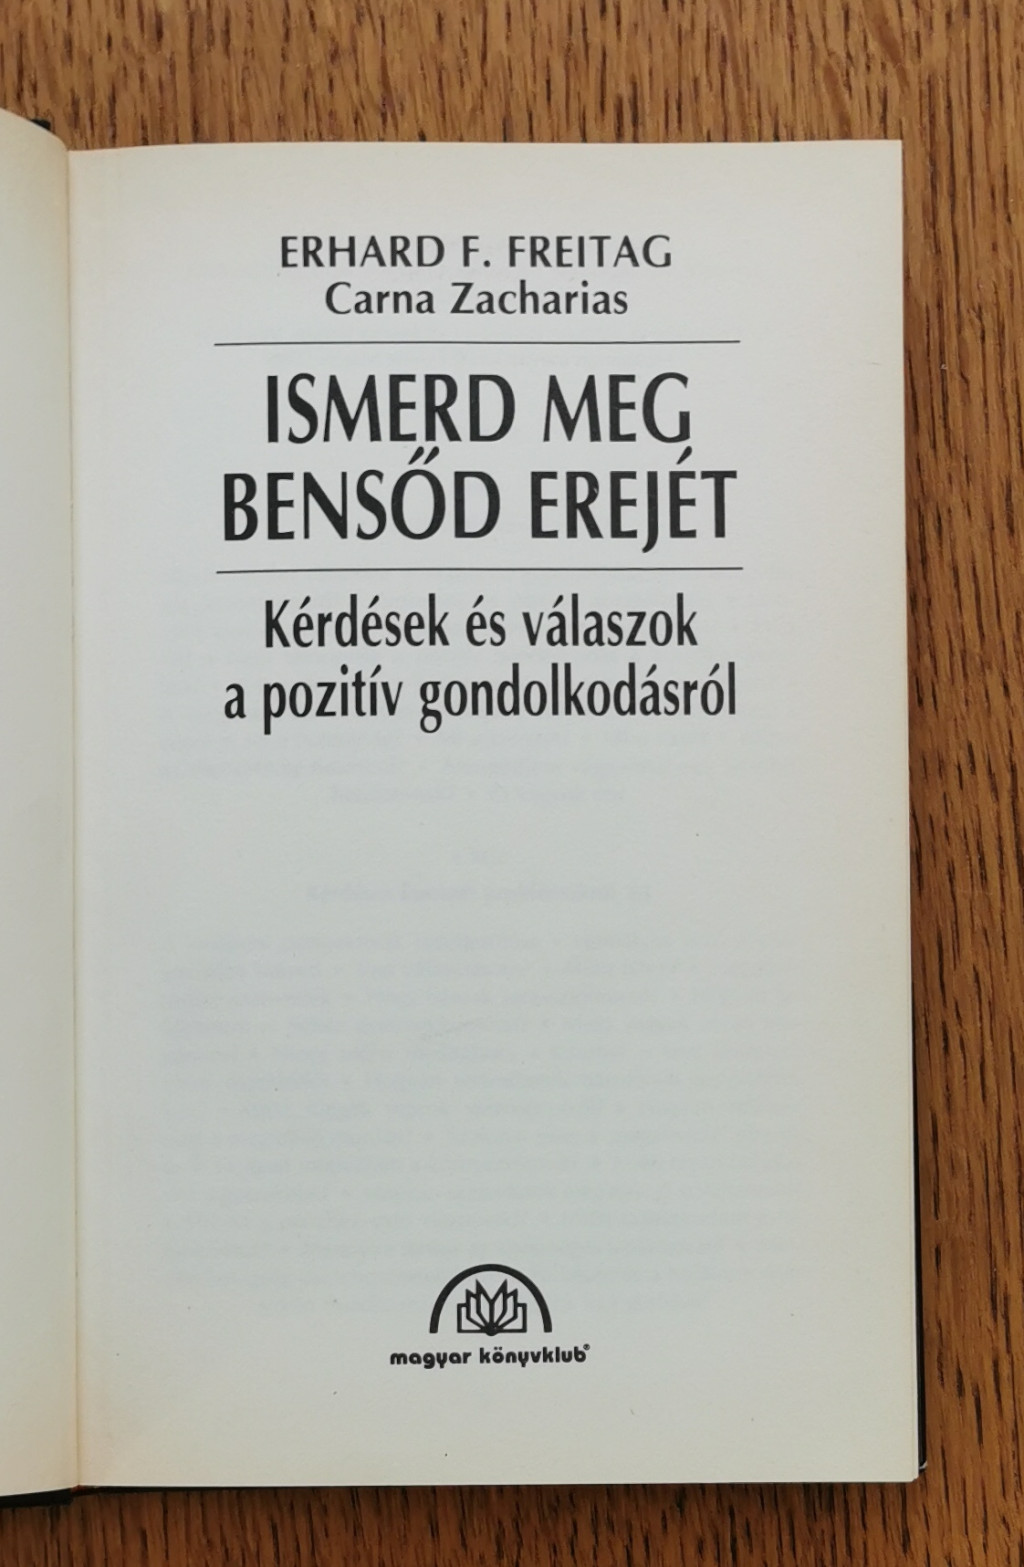 ERHARD F. FREITAG
Carna Zacharias
ISMERD MEG
BENSŐD EREJÉT
Kérdések és válaszok
a pozitív gondolkodásról
magyar könyvklub®